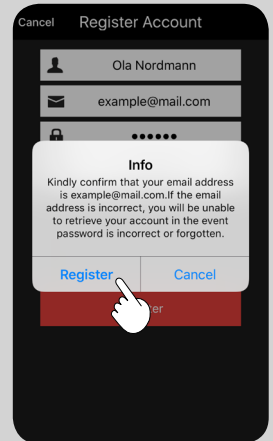 Cancel Register Account
Ola Nordmann
example@mail.com
••••••
Info
Kindly confirm that your email address
is example@mail.com.If the email
address is incorrect, you will be unable
to retrieve your account in the event
password is incorrect or forgotten.
Register Cancel